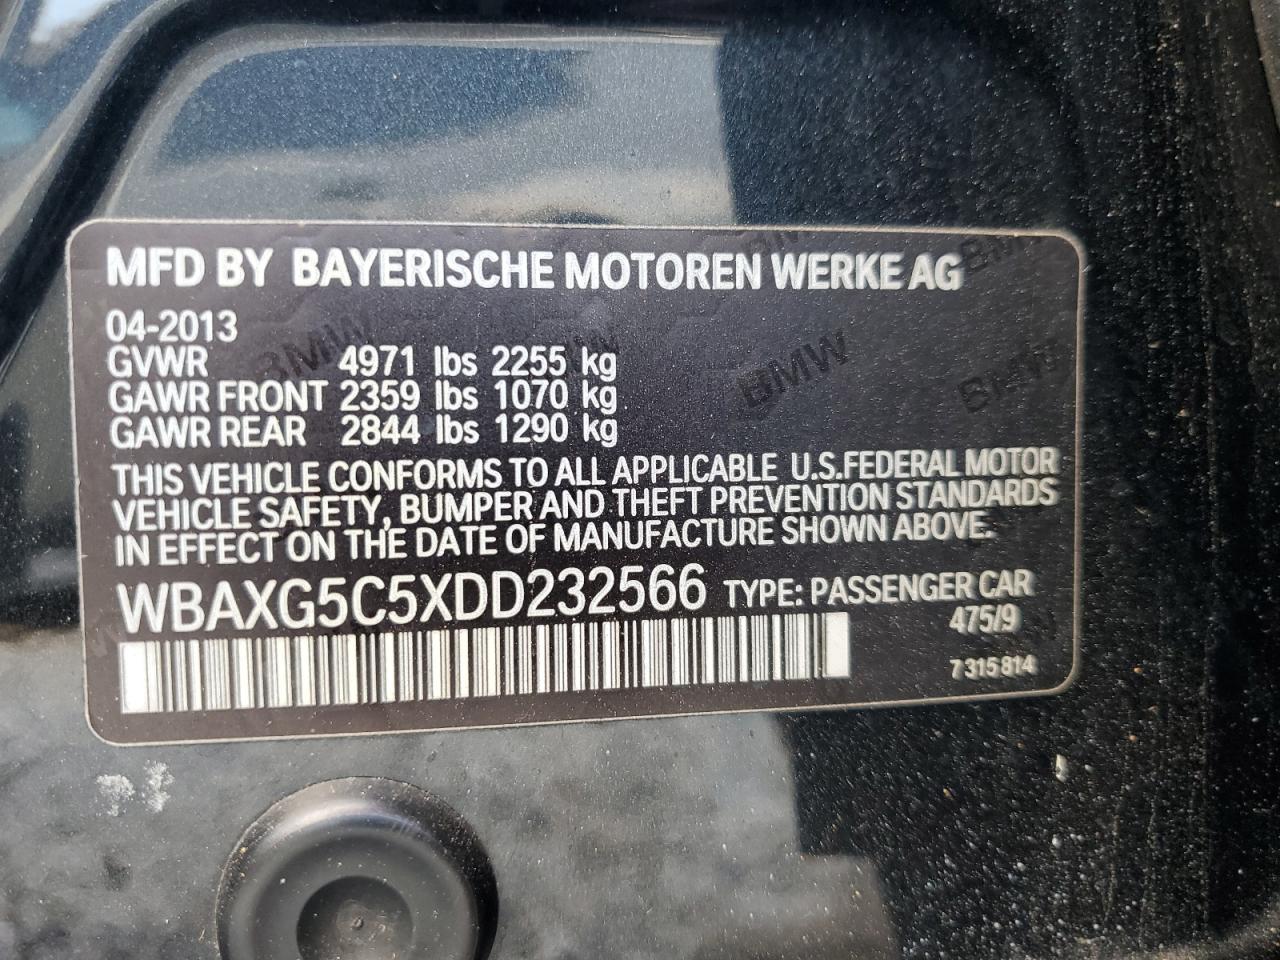 MFD BY BAYERISCHE MOTOREN WERKE AG
04-2013
GVWR 4971 lbs 2255 kg
GAWR FRONT 2359 lbs 1070 kg
GAWR REAR 2844 lbs 1290 kg
THIS VEHICLE CONFORMS TO ALL APPLICABLE U.S.FEDERAL MOTOR
VEHICLE SAFETY, BUMPER AND THEFT PREVENTION STANDARDS
IN EFFECT ON THE DATE OF MANUFACTURE SHOWN ABOVE.
WBAXG5C5XDD232566 TYPE: PASSENGER CAR
475/9
7 315 814